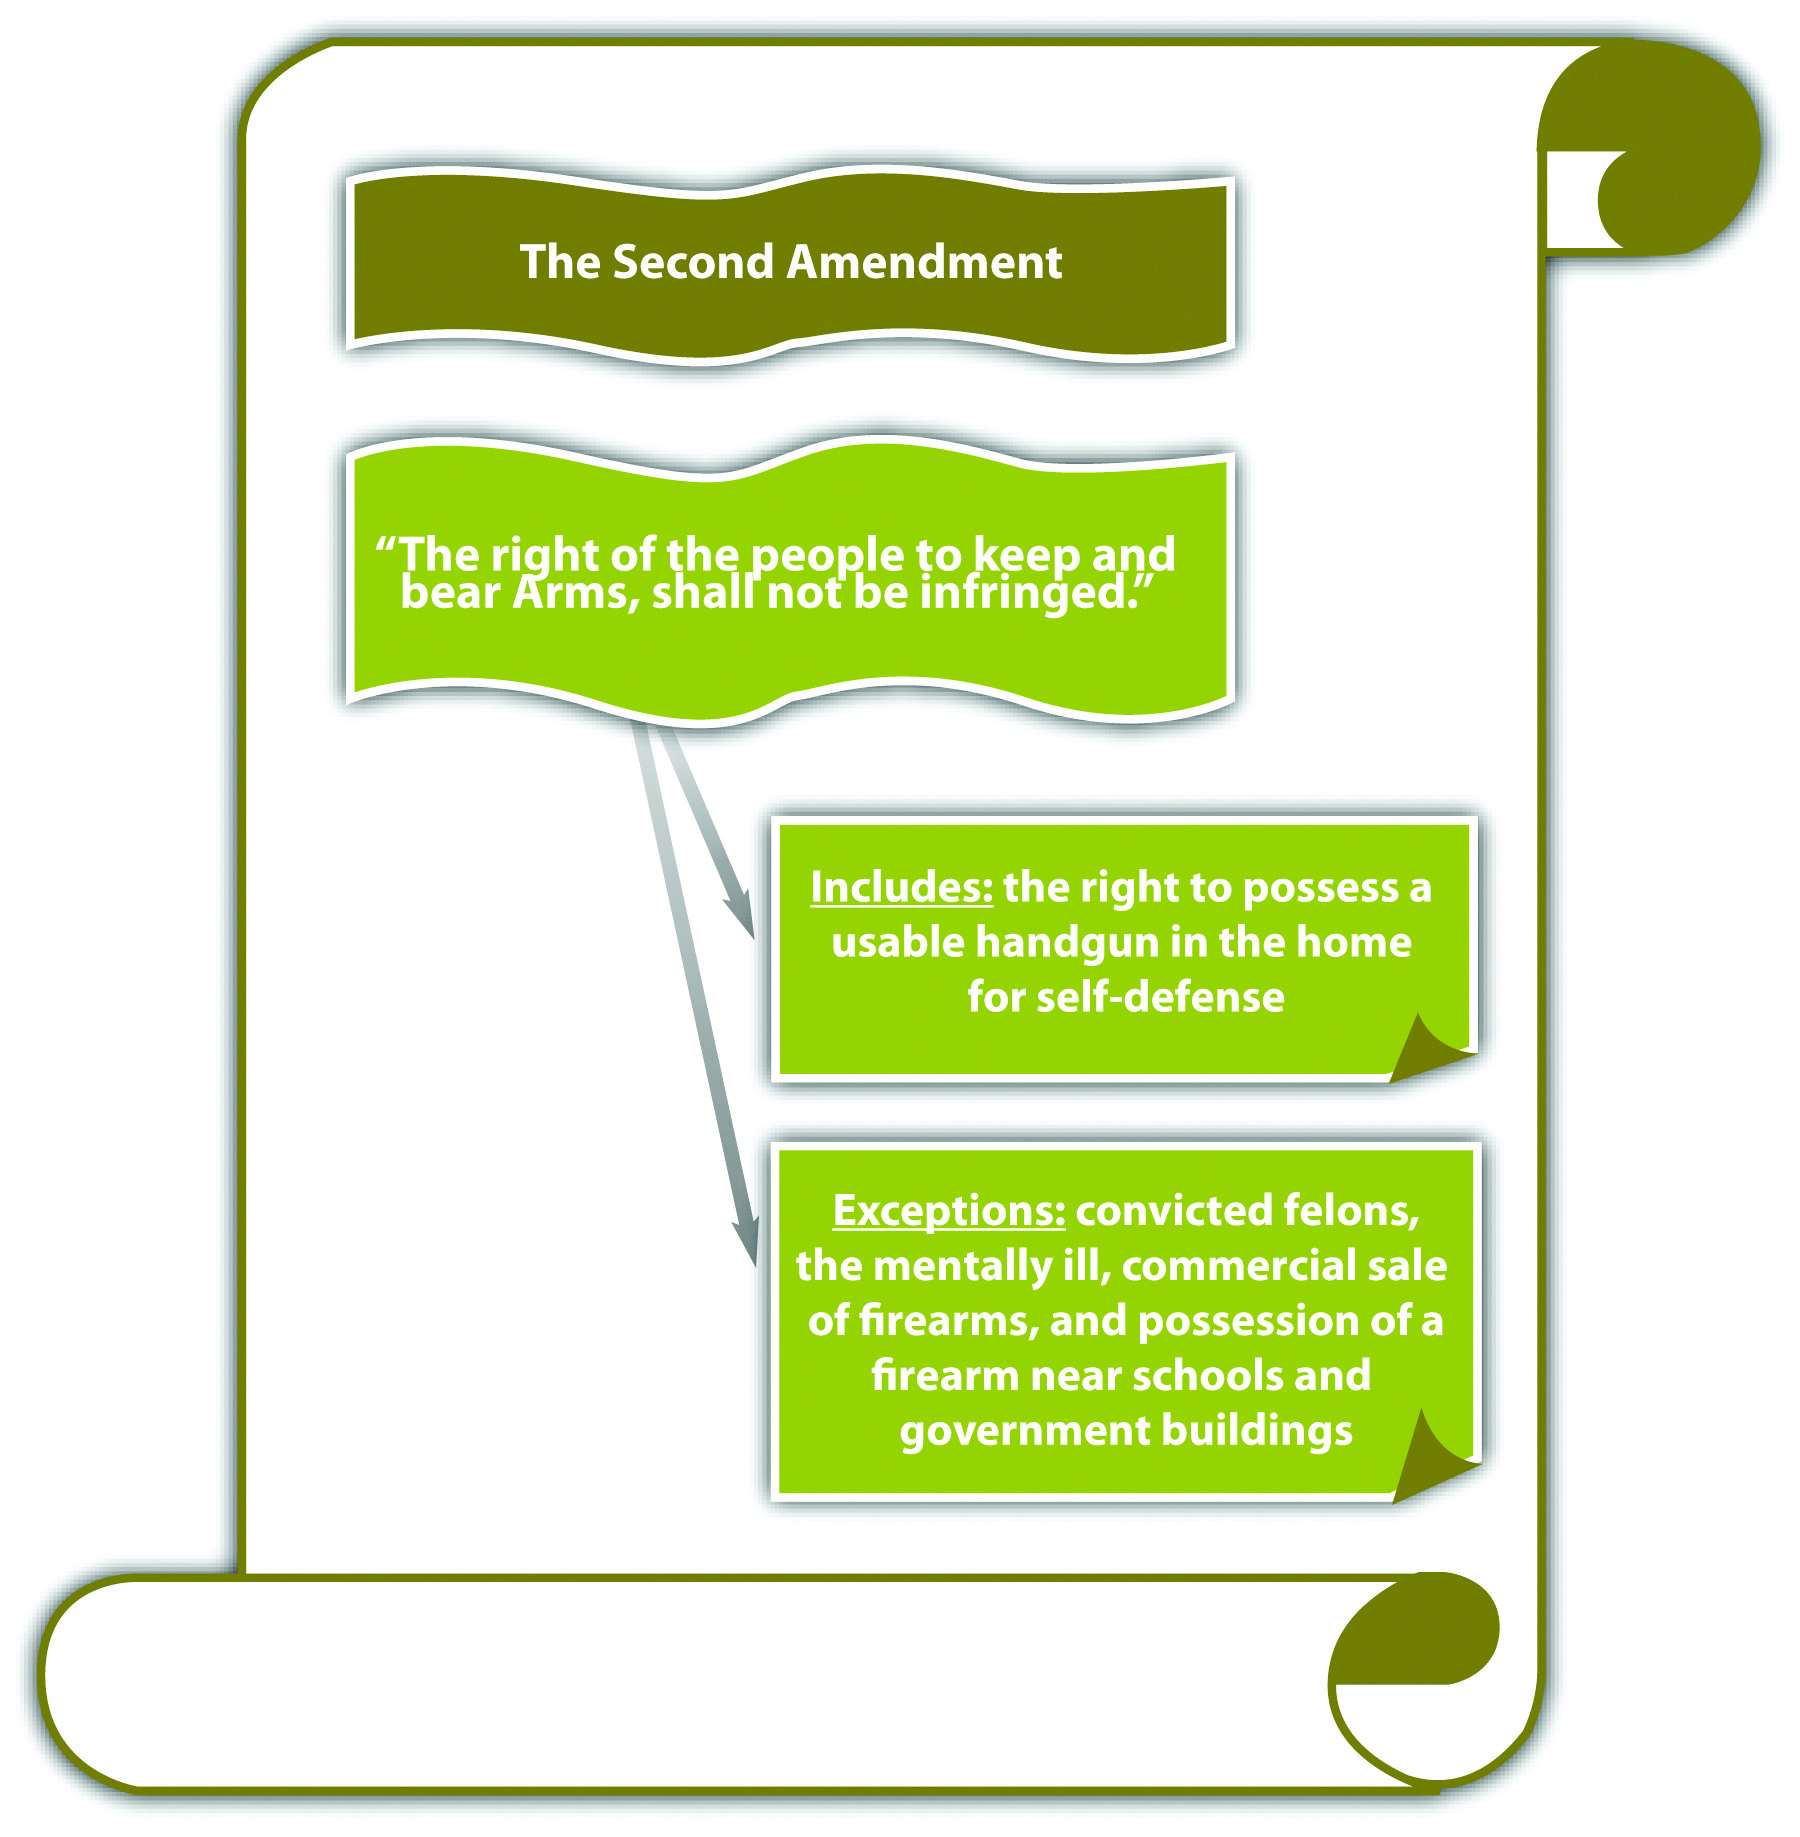 The Second Amendment
“The right of the people to keep and
bear Arms, shall not be infringed.”
Includes: the right to possess a
usable handgun in the home
for self-defense
Exceptions: convicted felons,
the mentally ill, commercial sale
of firearms, and possession of a
firearm near schools and
government buildings